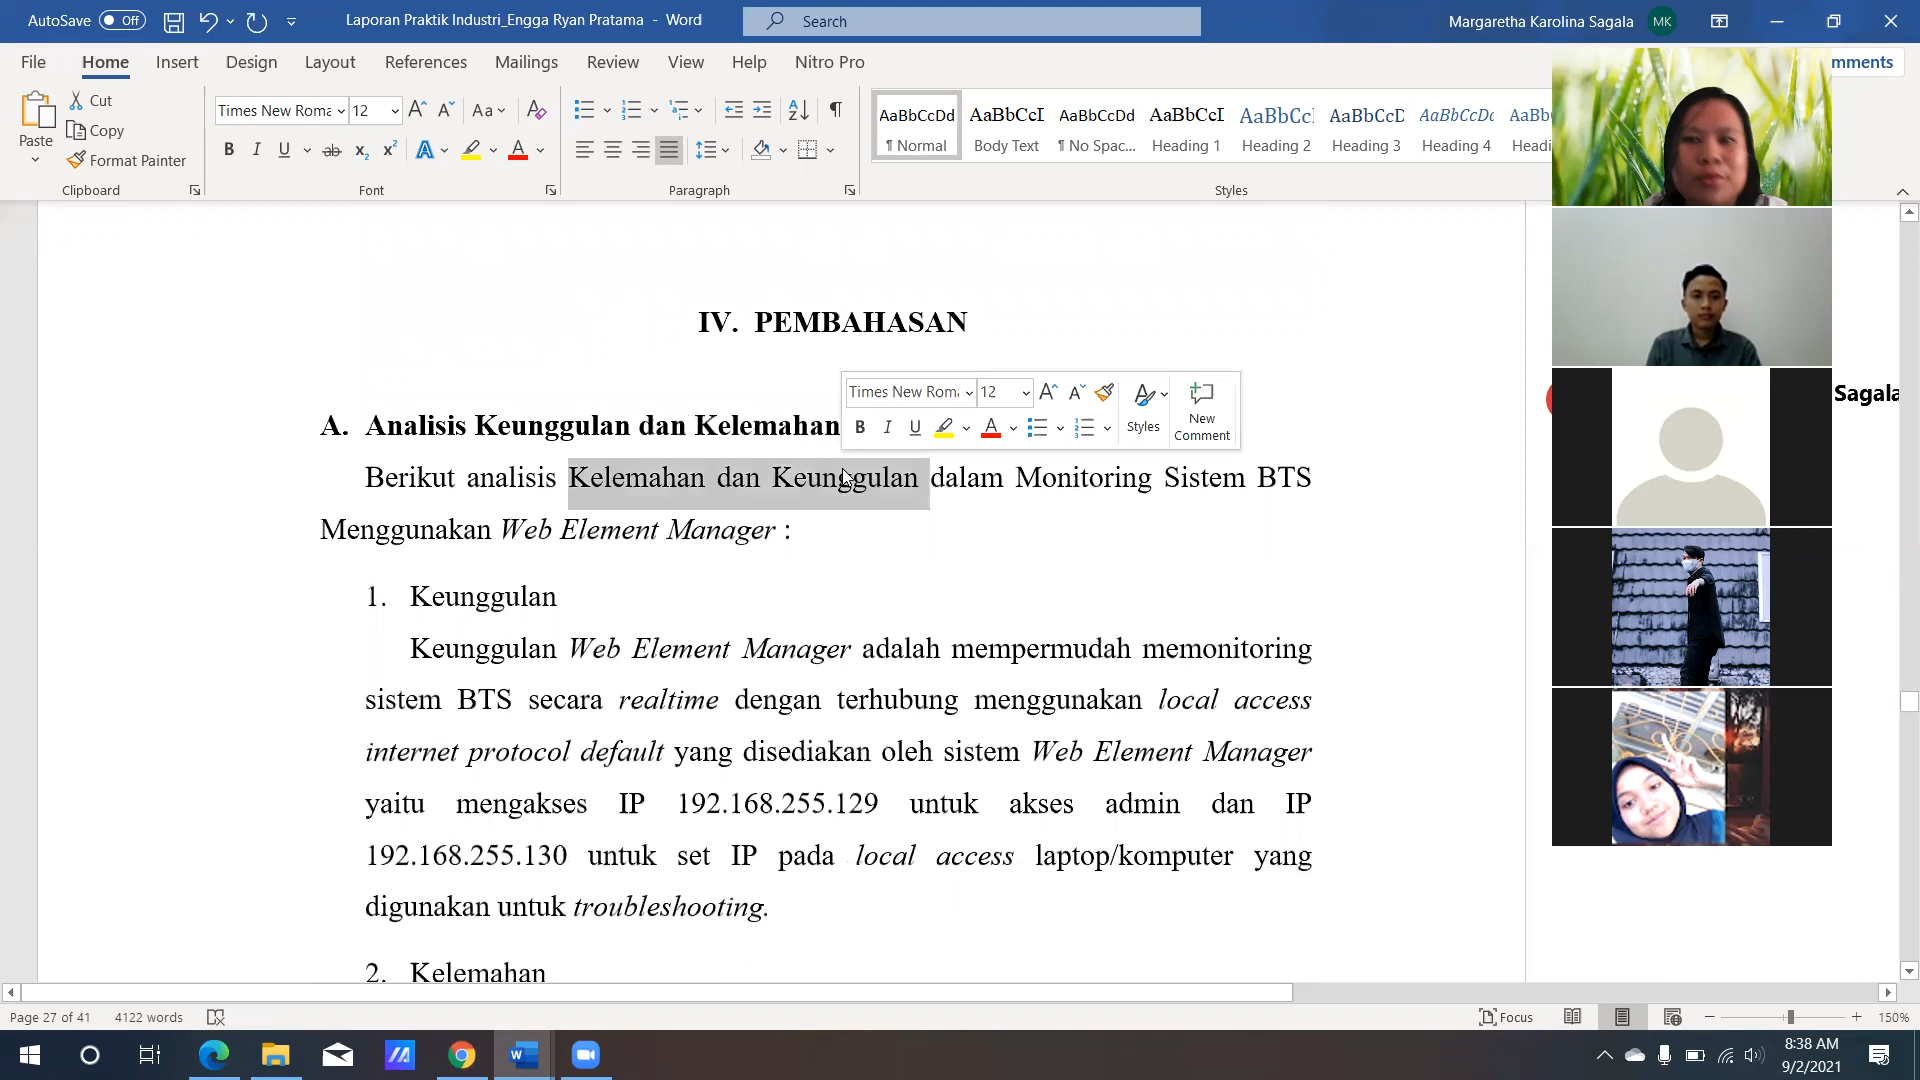 AutoSave Off Laporan Praktik Industri_Engga Ryan Pratama - Word Search Margaretha Karolina Sagala MK
File Home Insert Design Layout References Mailings Review View Help Nitro Pro mments
Paste Cut Copy Format Painter
Times New Roma 12 Aa
B I U ab x₂ x² A A
AaBbCcDd AaBbCcI AaBbCcDd AaBbCcI AaBbCc AaBbCcD AaBbCcDc AaBb
¶ Normal Body Text ¶ No Spac... Heading 1 Heading 2 Heading 3 Heading 4 Headi
Clipboard Font Paragraph Styles
IV. PEMBAHASAN
Times New Roma 12
B I U A Styles New Comment
Sagala
A. Analisis Keunggulan dan Kelemahan
Berikut analisis Kelemahan dan Keunggulan dalam Monitoring Sistem BTS
Menggunakan Web Element Manager :
1. Keunggulan
Keunggulan Web Element Manager adalah mempermudah memonitoring
sistem BTS secara realtime dengan terhubung menggunakan local access
internet protocol default yang disediakan oleh sistem Web Element Manager
yaitu mengakses IP 192.168.255.129 untuk akses admin dan IP
192.168.255.130 untuk set IP pada local access laptop/komputer yang
digunakan untuk troubleshooting.
2. Kelemahan
Page 27 of 41 4122 words Focus 150%
8:38 AM
9/2/2021